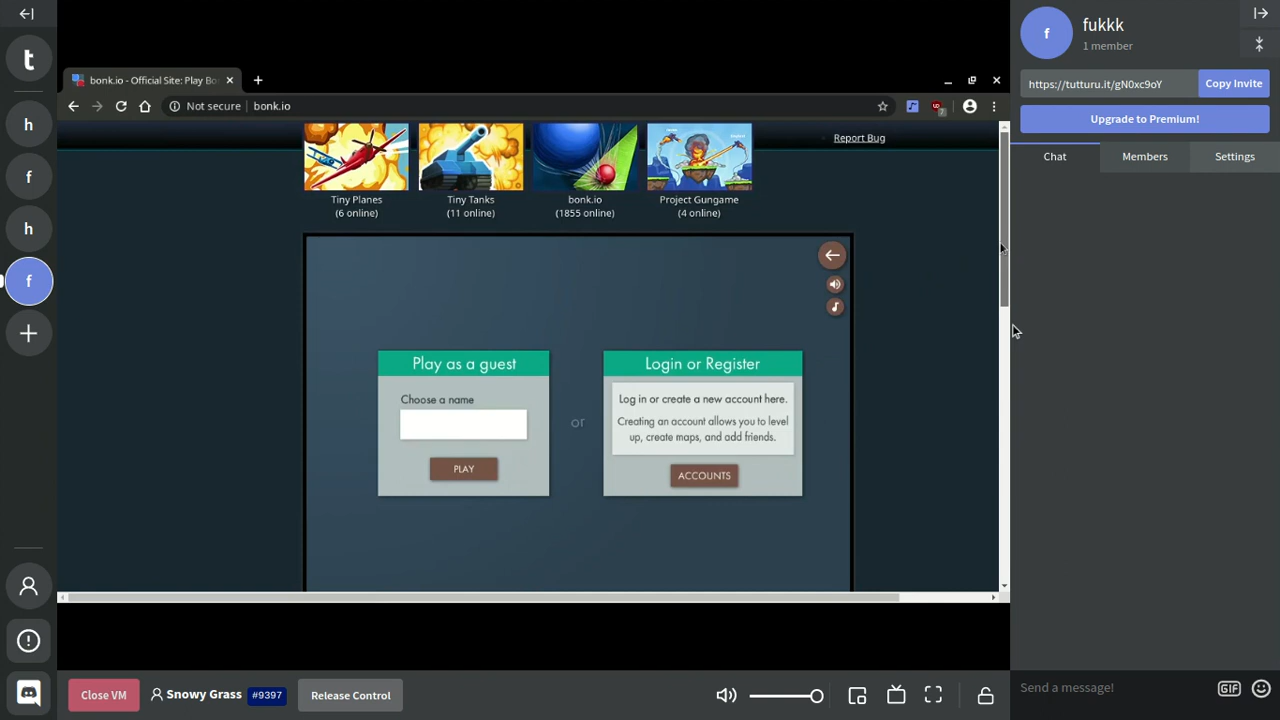 t
h
f
h
f
bonk.io - Official Site: Play Bo
Not secure
bonk.io
Report Bug
Tiny Planes
(6 online)
Tiny Tanks
(11 online)
bonk.io
(1855 online)
Project Gungame
(4 online)
Play as a guest
Choose a name
PLAY
or
Login or Register
Log in or create a new account here.
Creating an account allows you to level
up, create maps, and add friends.
ACCOUNTS
Close VM
Snowy Grass
#9397
Release Control
f
fukkk
1 member
https://tutturu.it/gN0xc9oY
Copy Invite
Upgrade to Premium!
Chat
Members
Settings
Send a message!
GIF